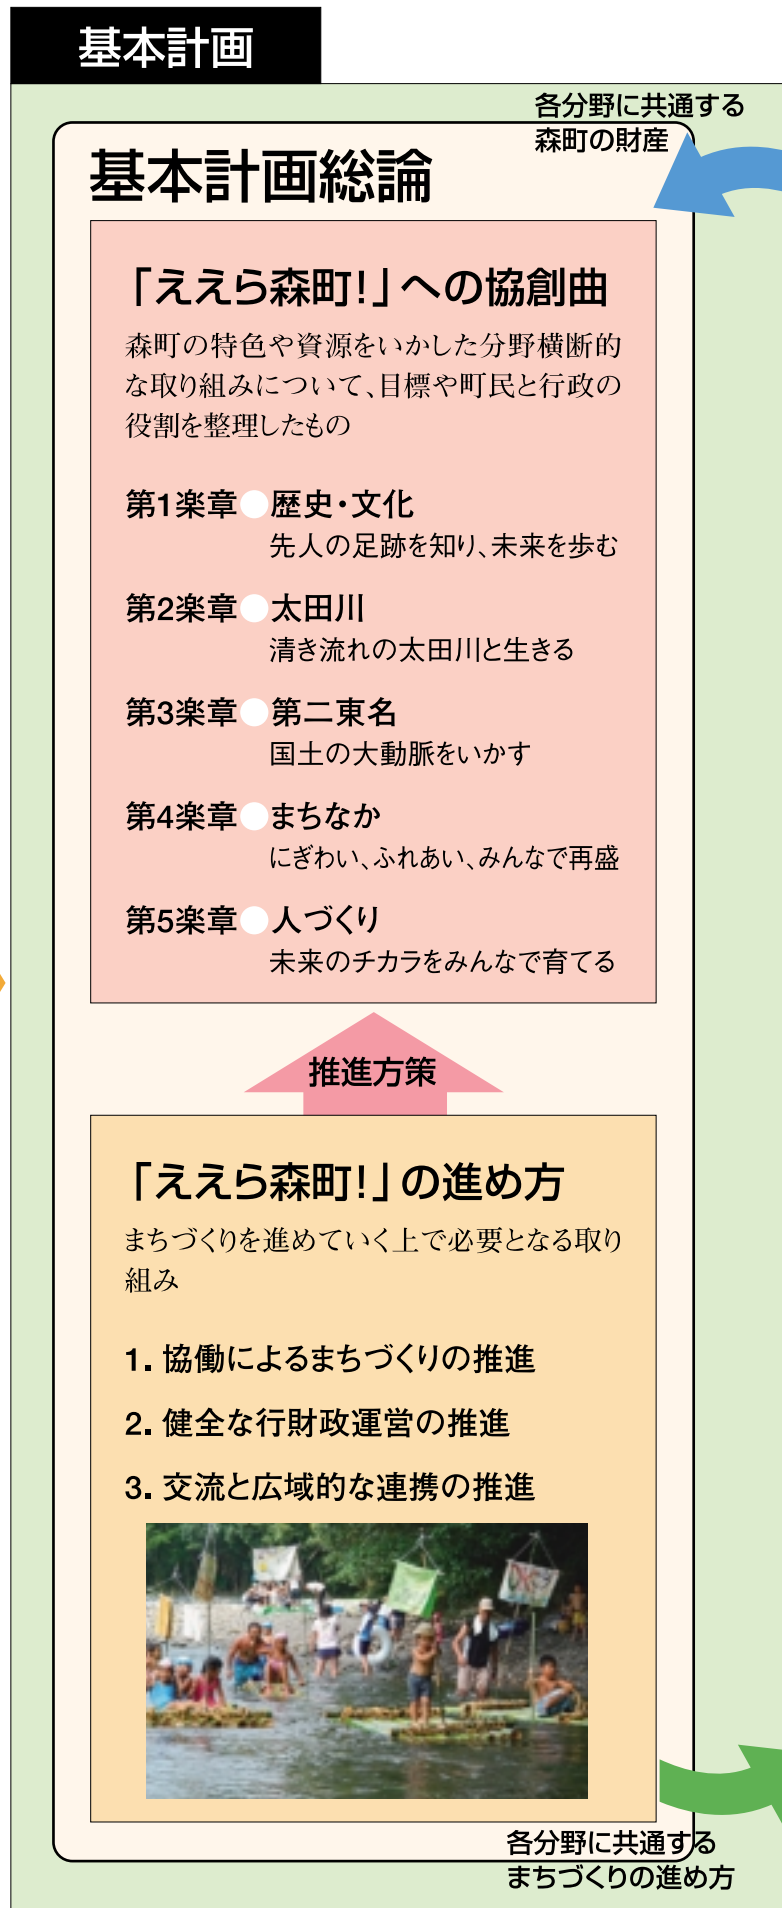 基本計画
各分野に共通する
森町の財産
基本計画総論
「ええら森町!」への協創曲
森町の特色や資源をいかした分野横断的
な取り組みについて、目標や町民と行政の
役割を整理したもの
第1楽章●歴史・文化
先人の足跡を知り、未来を歩む
第2楽章●太田川
清き流れの太田川と生きる
第3楽章●第二東名
国土の大動脈をいかす
第4楽章●まちなか
にぎわい、ふれあい、みんなで再盛
第5楽章●人づくり
未来のチカラをみんなで育てる
推進方策
「ええら森町!」の進め方
まちづくりを進めていく上で必要となる取り
組み
1. 協働によるまちづくりの推進
2. 健全な行財政運営の推進
3. 交流と広域的な連携の推進
各分野に共通する
まちづくりの進め方